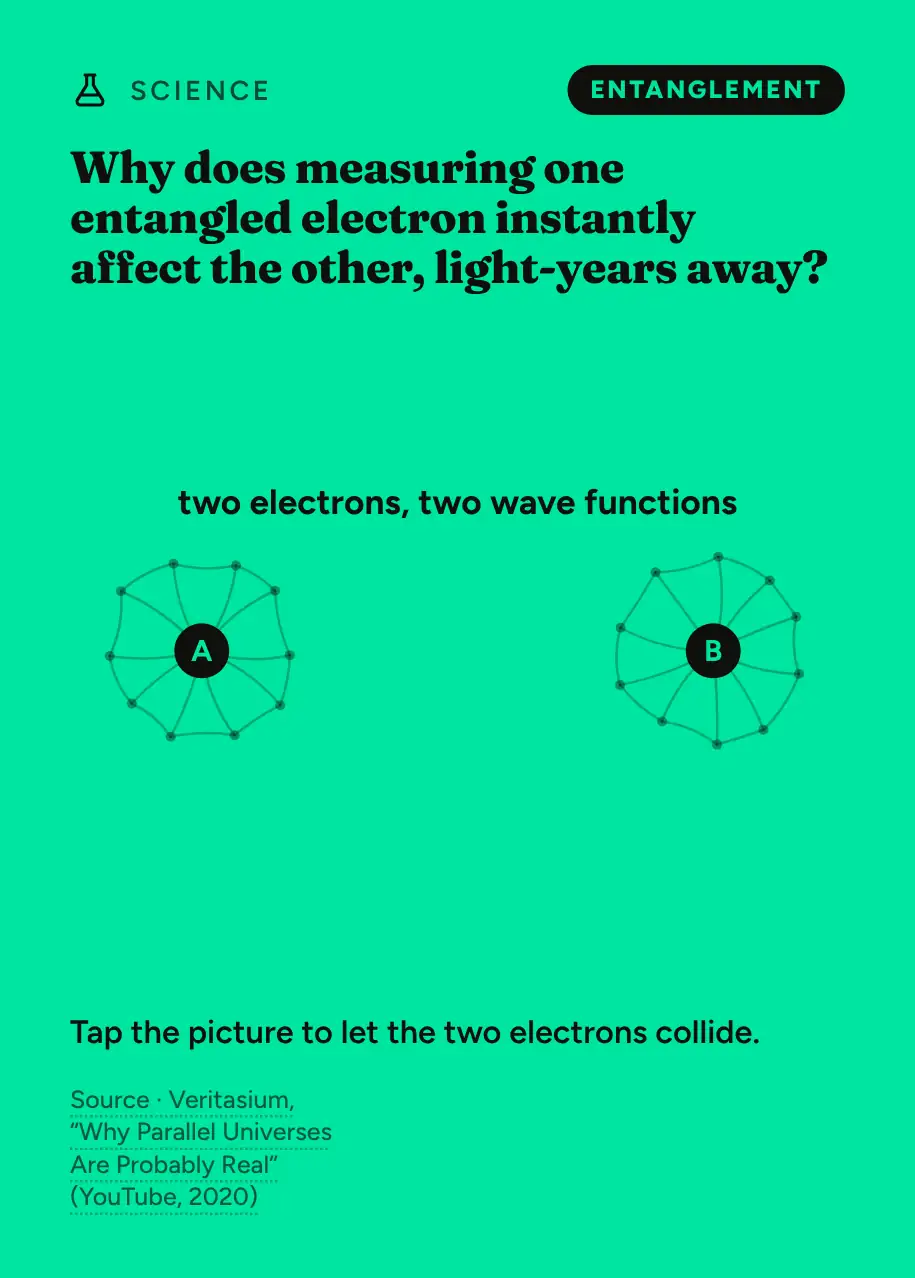 SCIENCE
ENTANGLEMENT
Why does measuring one
entangled electron instantly
affect the other, light-years away?
two electrons, two wave functions
A
B
Tap the picture to let the two electrons collide.
Source · Veritasium,
“Why Parallel Universes
Are Probably Real”
(YouTube, 2020)